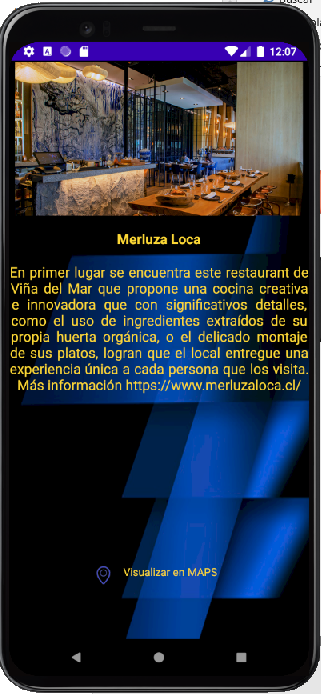 Buscar
12:07
Merluza Loca
En primer lugar se encuentra este restaurant de
Viña del Mar que propone una cocina creativa
e innovadora que con significativos detalles,
como el uso de ingredientes extraídos de su
propia huerta orgánica, o el delicado montaje
de sus platos, logran que el local entregue una
experiencia única a cada persona que los visita.
Más información https://www.merluzaloca.cl/
Visualizar en MAPS